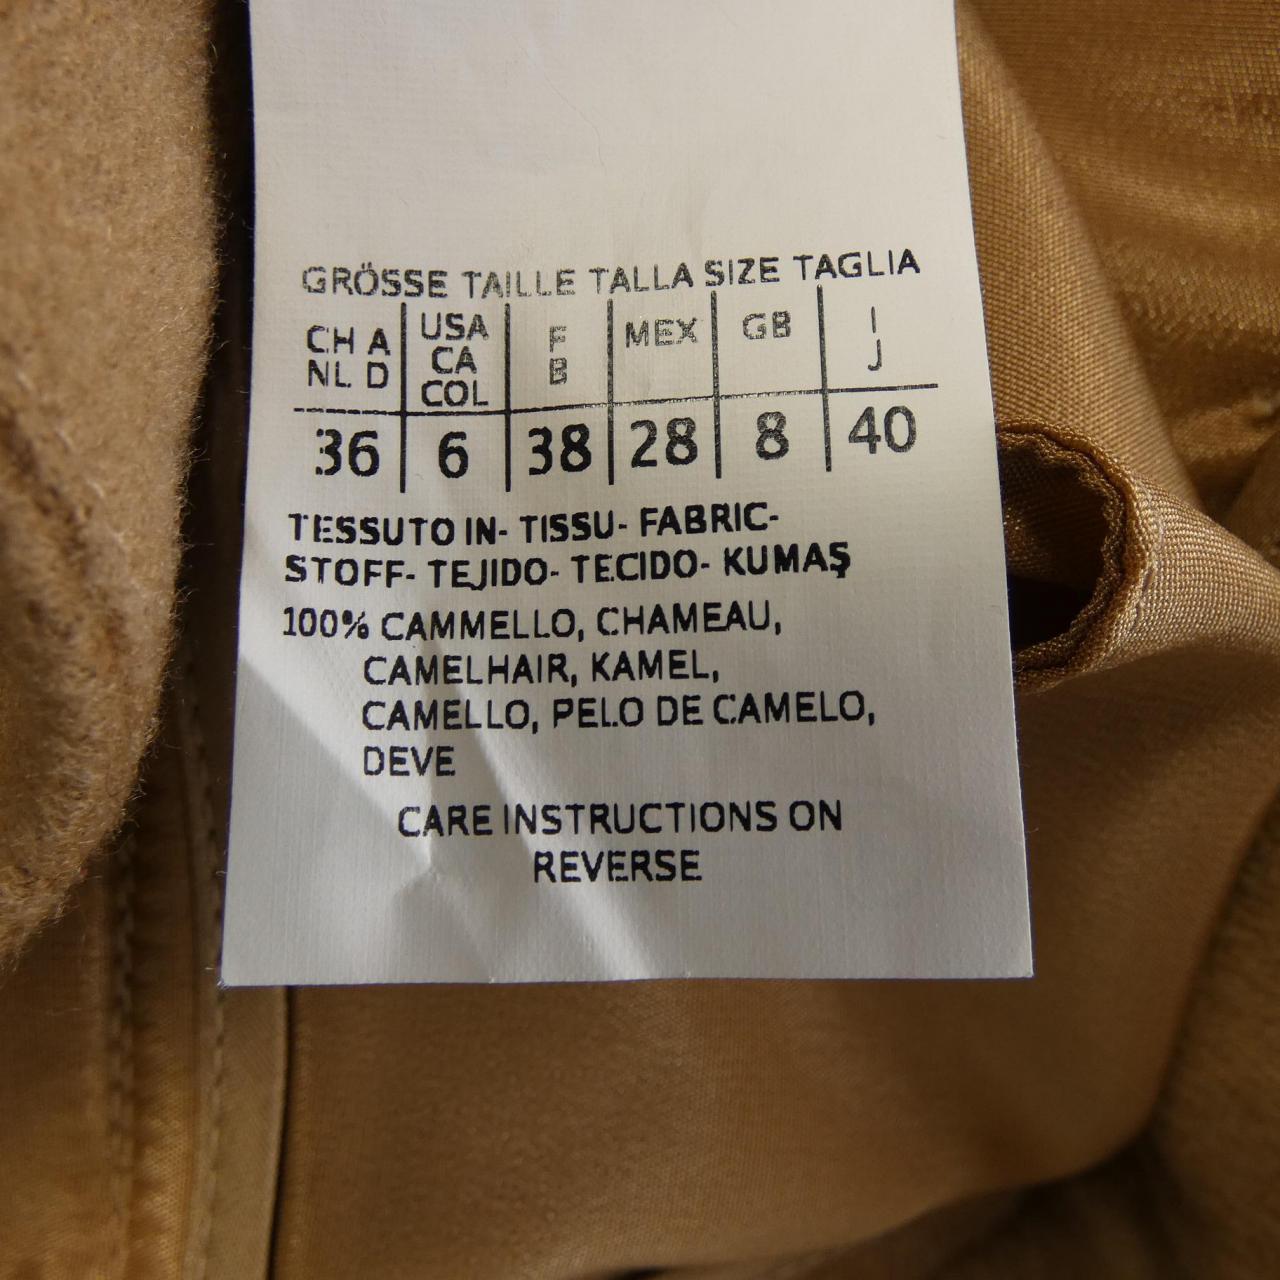 GRÖSSE TAILLE TALLA SIZE TAGLIA
CH A NL D | USA CA COL | F B | MEX | GB | I J
36 | 6 | 38 | 28 | 8 | 40
TESSUTO IN- TISSU- FABRIC-
STOFF- TEJIDO- TECIDO- KUMAŞ
100% CAMMELLO, CHAMEAU,
CAMELHAIR, KAMEL,
CAMELLO, PELO DE CAMELO,
DEVE
CARE INSTRUCTIONS ON
REVERSE